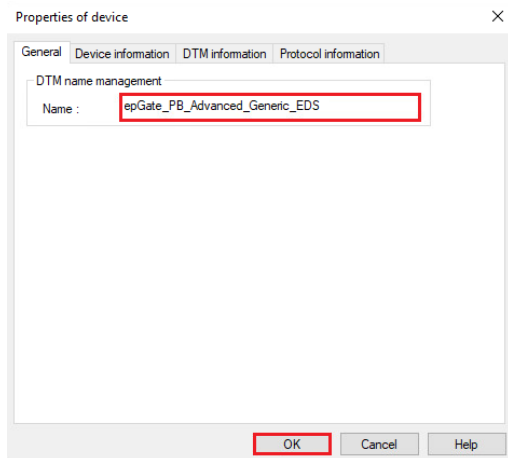 Properties of device
General Device information DTM information Protocol information
DTM name management
Name :
epGate_PB_Advanced_Generic_EDS
OK Cancel Help